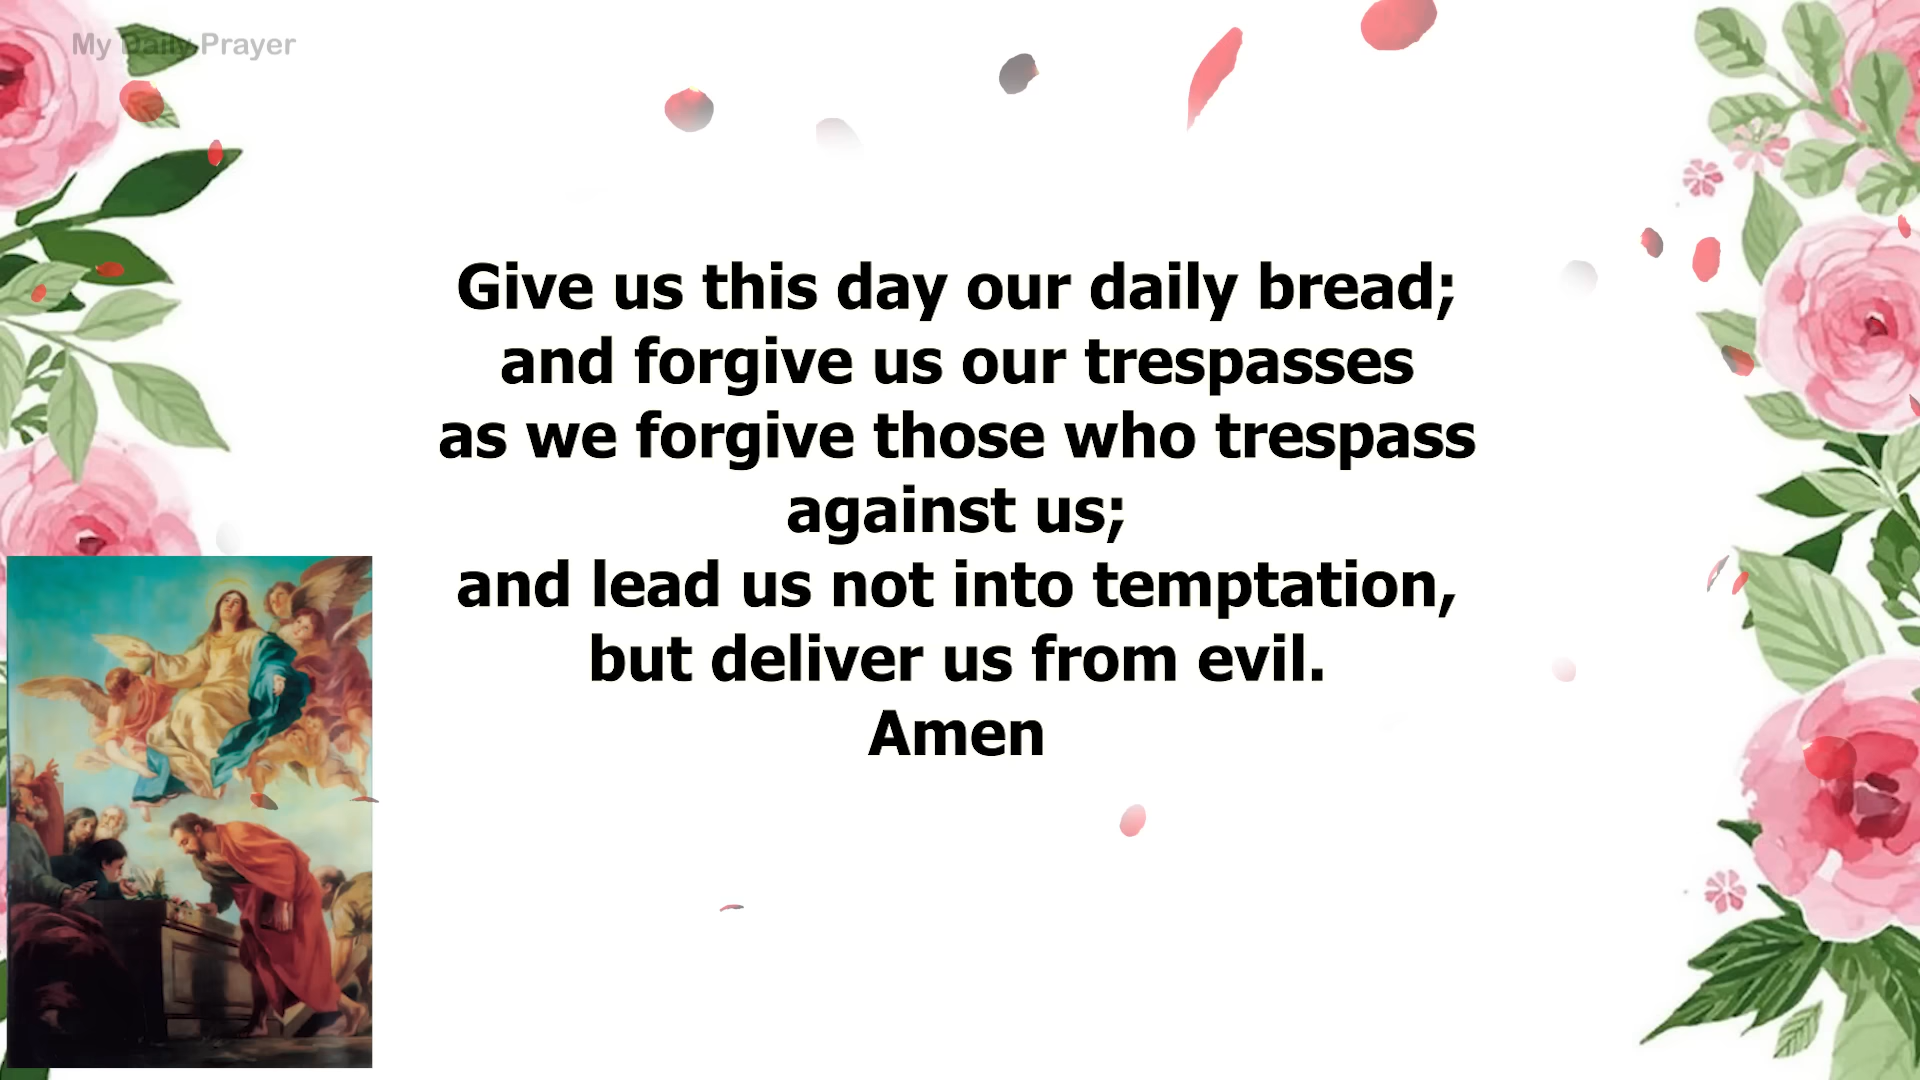 My Daily Prayer
Give us this day our daily bread;
and forgive us our trespasses
as we forgive those who trespass
against us;
and lead us not into temptation,
but deliver us from evil.
Amen